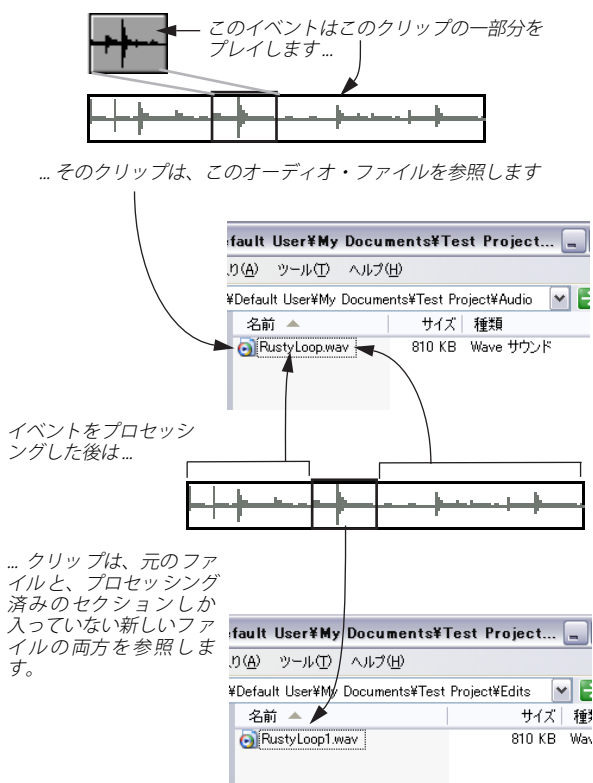 このイベントはこのクリップの一部分を
プレイします...
... そのクリップは、このオーディオ・ファイルを参照します
efault User¥My Documents¥Test Project...
り(A) ツール(T) ヘルプ(H)
¥Default User¥My Documents¥Test Project¥Audio
名前 サイズ 種類
RustyLoop.wav 810 KB Wave サウンド
イベントをプロセッシ
ングした後は...
... クリップは、元のファ
イルと、プロセッシング
済みのセクションしか
入っていない新しいファ
イルの両方を参照しま
す。
efault User¥My Documents¥Test Project...
り(A) ツール(T) ヘルプ(H)
¥Default User¥My Documents¥Test Project¥Edits
名前 サイズ 種類
RustyLoop1.wav 810 KB Wav